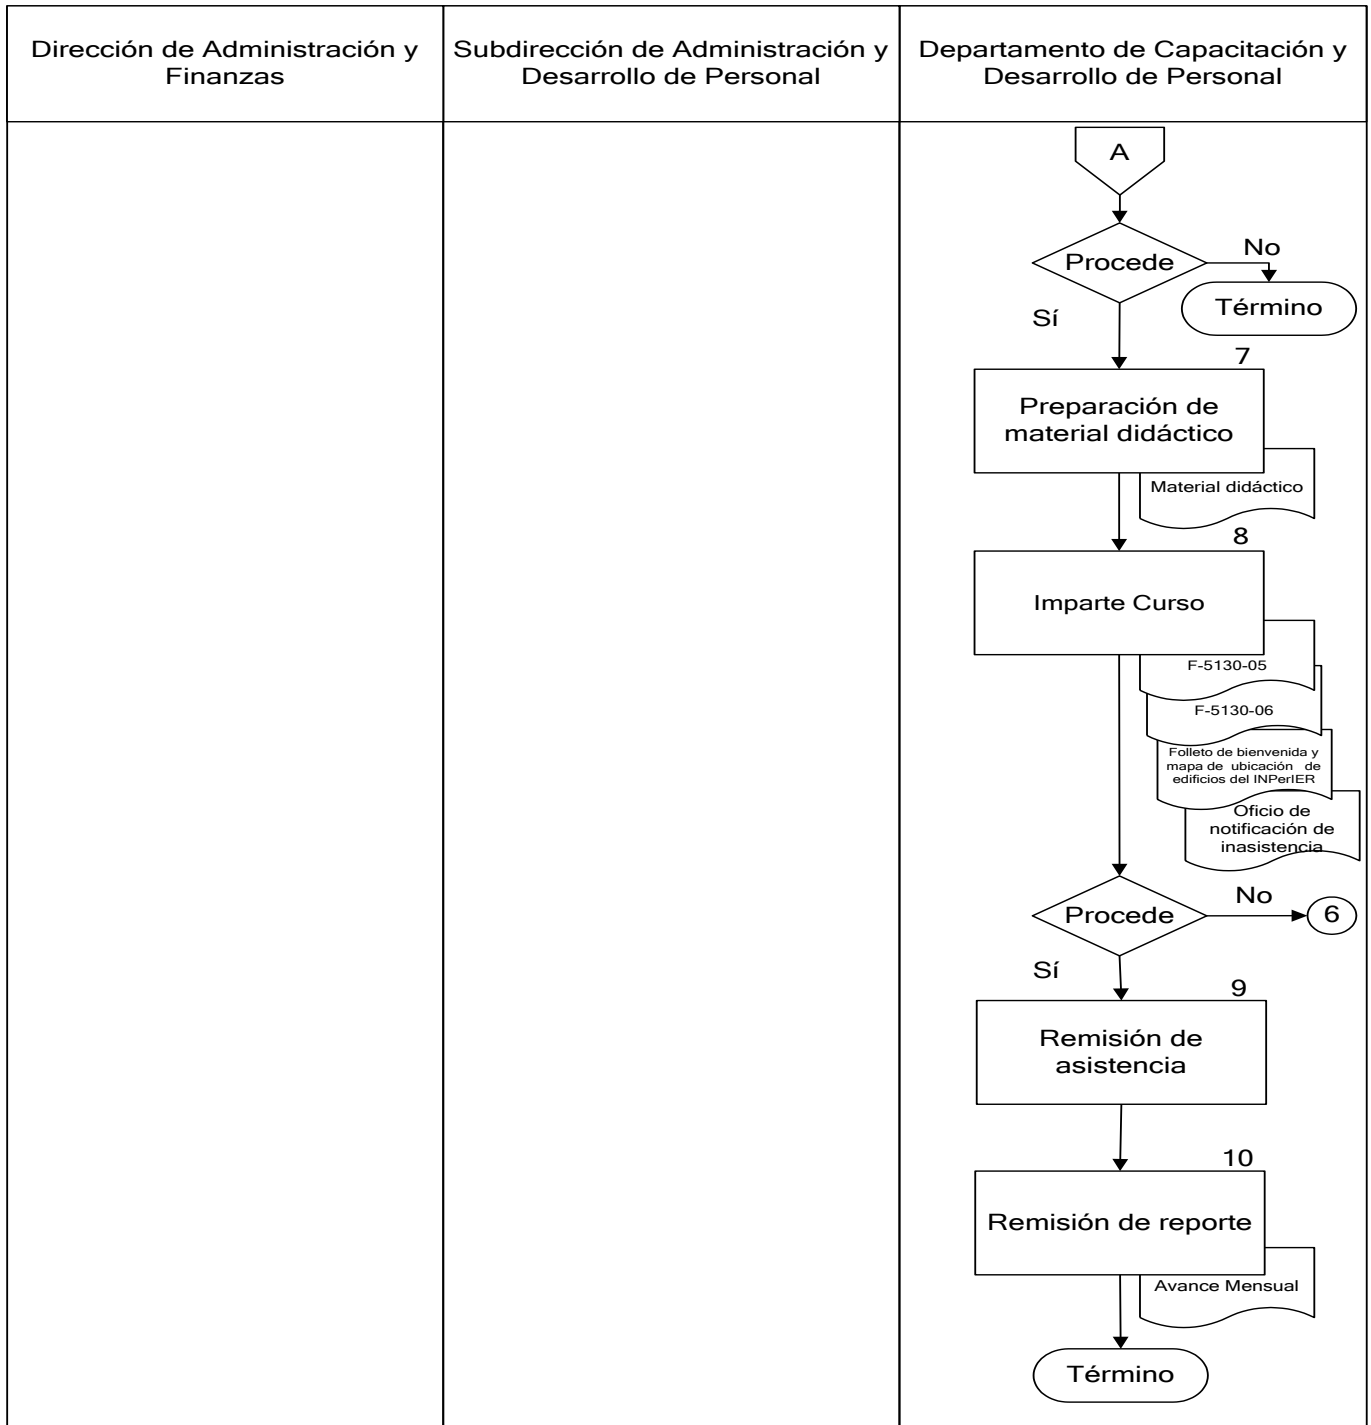 Dirección de Administración y
Finanzas
Subdirección de Administración y
Desarrollo de Personal
Departamento de Capacitación y
Desarrollo de Personal
A
Procede
No
Término
Sí
7
Preparación de
material didáctico
Material didáctico
8
Imparte Curso
F-5130-05
F-5130-06
Folleto de bienvenida y
mapa de ubicación de
edificios del INPerIER
Oficio de
notificación de
inasistencia
Procede
No
6
Sí
9
Remisión de
asistencia
10
Remisión de reporte
Avance Mensual
Término